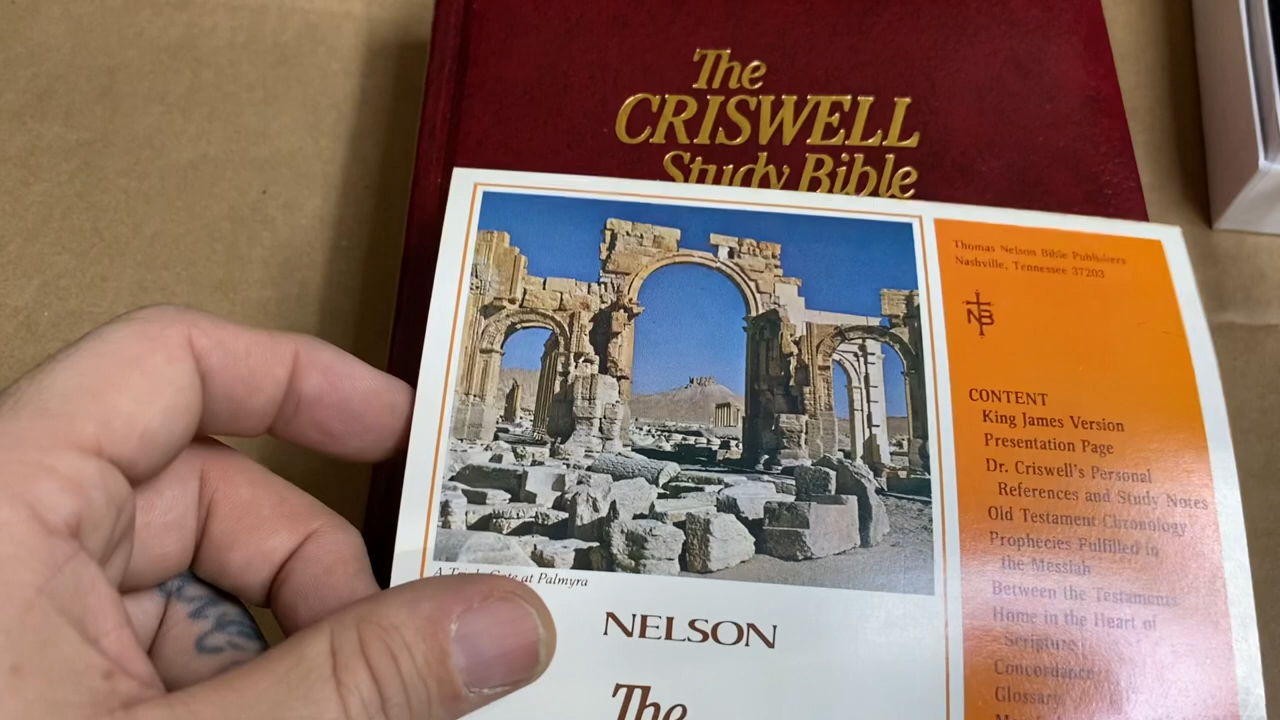 The
CRISWELL
Study Bible
Thomas Nelson Bible Publishers
Nashville, Tennessee 37203
NB
CONTENT
King James Version
Presentation Page
Dr. Criswell's Personal
References and Study Notes
Old Testament Chronology
Prophecies Fulfilled in
the Messiah
Between the Testaments
Home in the Heart of
Scripture
Concordance
Glossary
A Gate at Palmyra
NELSON
The